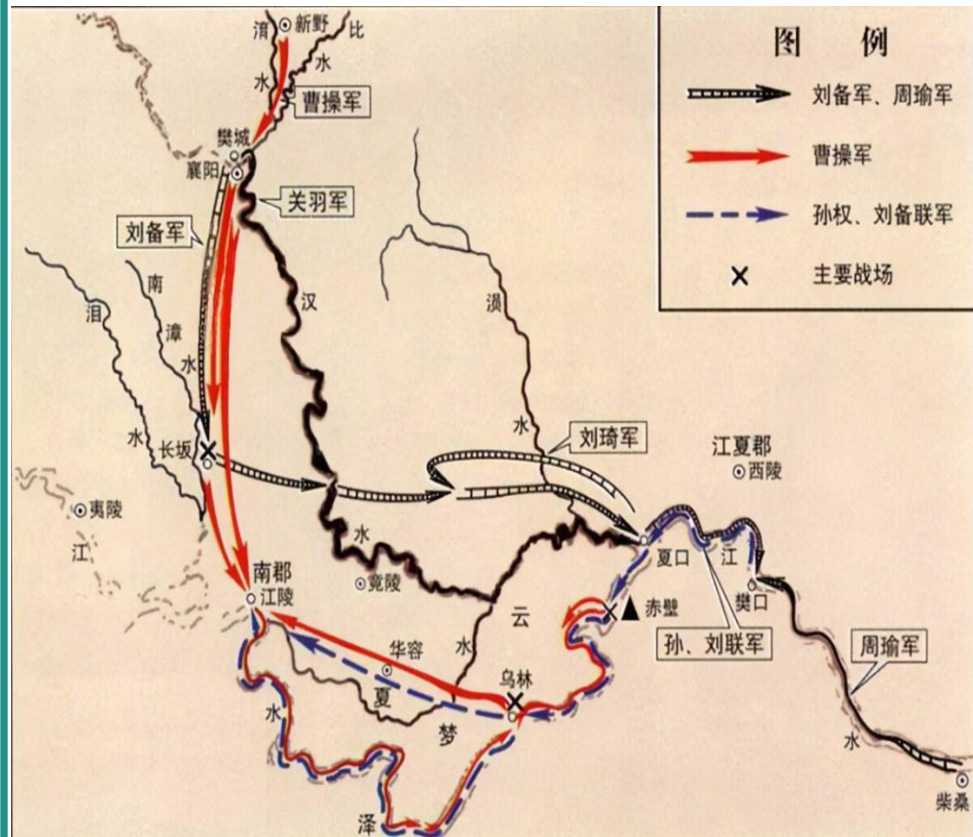 图 例
刘备军、周瑜军
曹操军
孙权、刘备联军
主要战场
新野
淯水
比水
曹操军
樊城
襄阳
关羽军
刘备军
南漳水
沮水
汉水
涢水
长坂
刘琦军
江夏郡
西陵
夷陵
江
夏口
江
樊口
竟陵
南郡
江陵
云梦泽
赤壁
孙、刘联军
周瑜军
华容
夏水
乌林
水
水
柴桑